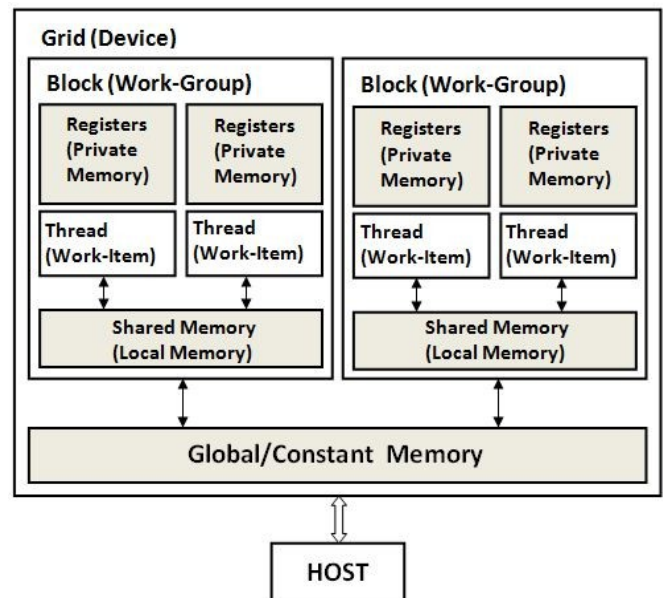 Grid (Device)
Block (Work-Group)
Registers
(Private
Memory)
Registers
(Private
Memory)
Thread
(Work-Item)
Thread
(Work-Item)
Shared Memory
(Local Memory)
Block (Work-Group)
Registers
(Private
Memory)
Registers
(Private
Memory)
Thread
(Work-Item)
Thread
(Work-Item)
Shared Memory
(Local Memory)
Global/Constant Memory
HOST